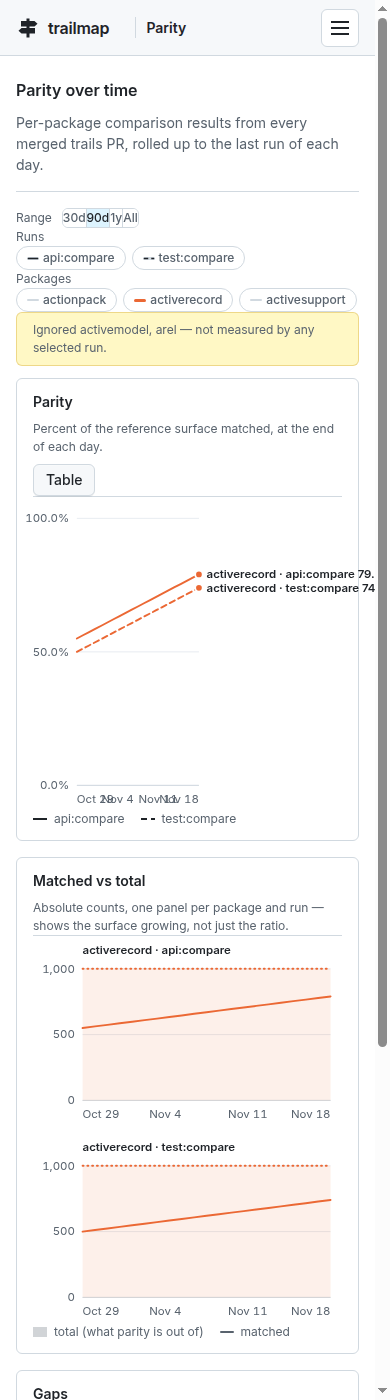 trailmap Parity
Parity over time
Per-package comparison results from every
merged trails PR, rolled up to the last run of each
day.
Range 30d 90d 1y All
Runs
api:compare test:compare
Packages
actionpack activerecord activesupport
Ignored activemodel, arel — not measured by any
selected run.
Parity
Percent of the reference surface matched, at the end
of each day.
Table
100.0%
activerecord · api:compare 79.
activerecord · test:compare 74
50.0%
0.0%
Oct 29 Nov 4 Nov 11 Nov 18
api:compare test:compare
Matched vs total
Absolute counts, one panel per package and run —
shows the surface growing, not just the ratio.
activerecord · api:compare
1,000
500
0
Oct 29 Nov 4 Nov 11 Nov 18
activerecord · test:compare
1,000
500
0
Oct 29 Nov 4 Nov 11 Nov 18
total (what parity is out of) matched
Gaps